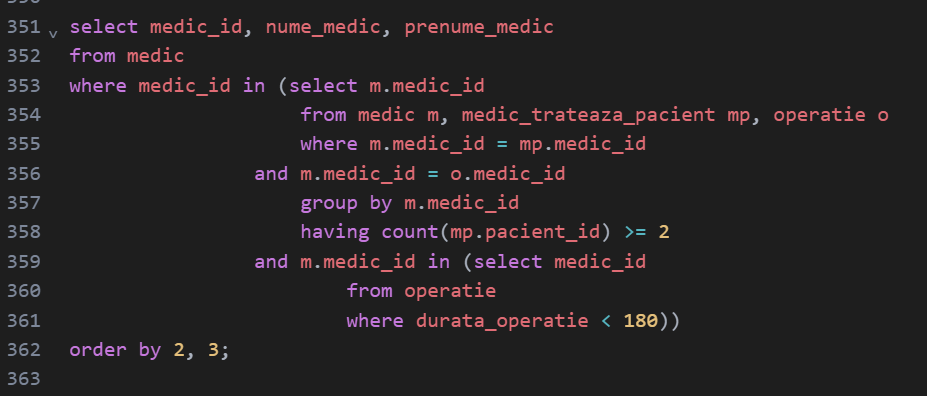 351 select medic_id, nume_medic, prenume_medic
352 from medic
353 where medic_id in (select m.medic_id
354 from medic m, medic_trateaza_pacient mp, operatie o
355 where m.medic_id = mp.medic_id
356 and m.medic_id = o.medic_id
357 group by m.medic_id
358 having count(mp.pacient_id) >= 2
359 and m.medic_id in (select medic_id
360 from operatie
361 where durata_operatie < 180))
362 order by 2, 3;
363